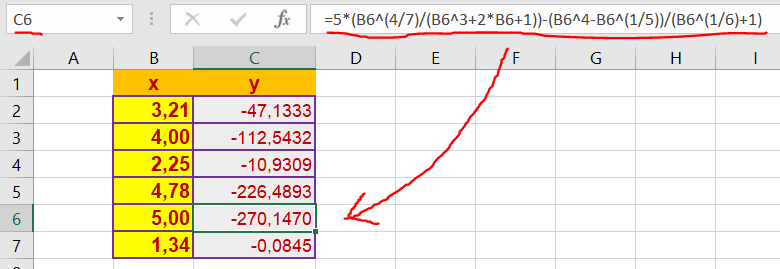 C6 fx =5*(B6^(4/7)/(B6^3+2*B6+1))-(B6^4-B6^(1/5))/(B6^(1/6)+1)
A B C D E F G H I
1 x y
2 3,21 -47,1333
3 4,00 -112,5432
4 2,25 -10,9309
5 4,78 -226,4893
6 5,00 -270,1470
7 1,34 -0,0845